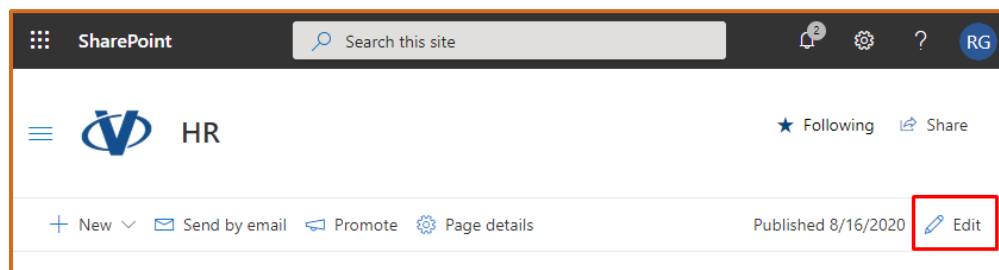 SharePoint Search this site 2 ? RG
V HR Following Share
New Send by email Promote Page details Published 8/16/2020 Edit